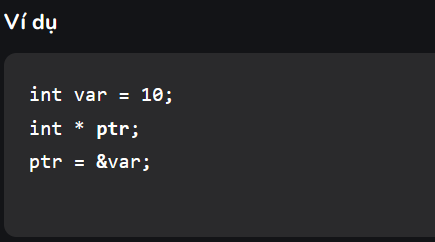 Ví dụ
int var = 10;
int * ptr;
ptr = &var;